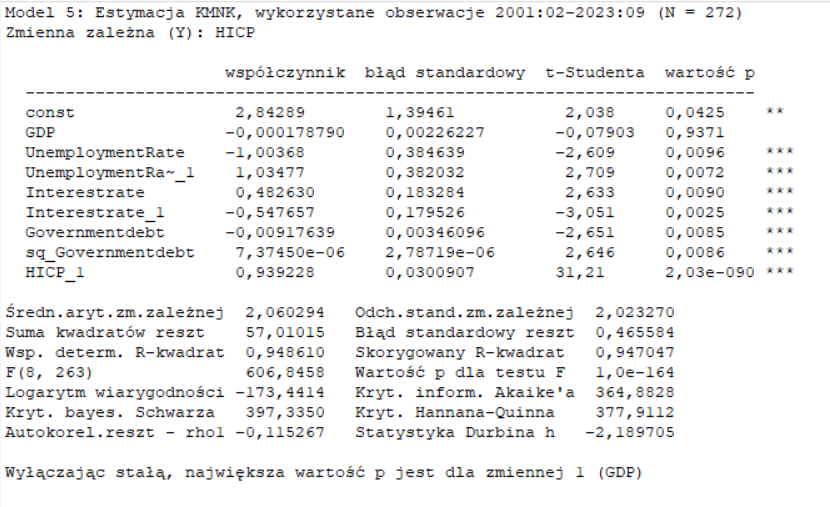 Model 5: Estymacja KMNK, wykorzystane obserwacje 2001:02-2023:09 (N = 272)
Zmienna zależna (Y): HICP
współczynnik błąd standardowy t-Studenta wartość p
---------------------------------------------------------------------------
const 2,84289 1,39461 2,038 0,0425 **
GDP -0,000178790 0,00226227 -0,07903 0,9371
UnemploymentRate -1,00368 0,384639 -2,609 0,0096 ***
UnemploymentRa~_1 1,03477 0,382032 2,709 0,0072 ***
Interestrate 0,482630 0,183284 2,633 0,0090 ***
Interestrate_1 -0,547657 0,179526 -3,051 0,0025 ***
Governmentdebt -0,00917639 0,00346096 -2,651 0,0085 ***
sq_Governmentdebt 7,37450e-06 2,78719e-06 2,646 0,0086 ***
HICP_1 0,939228 0,0300907 31,21 2,03e-090 ***
Średn.aryt.zm.zależnej 2,060294 Odch.stand.zm.zależnej 2,023270
Suma kwadratów reszt 57,01015 Błąd standardowy reszt 0,465584
Wsp. determ. R-kwadrat 0,948610 Skorygowany R-kwadrat 0,947047
F(8, 263) 606,8458 Wartość p dla testu F 1,0e-164
Logarytm wiarygodności -173,4414 Kryt. inform. Akaike'a 364,8828
Kryt. bayes. Schwarza 397,3350 Kryt. Hannana-Quinna 377,9112
Autokorel.reszt - rho1 -0,115267 Statystyka Durbina h -2,189705
Wyłączając stałą, największa wartość p jest dla zmiennej 1 (GDP)